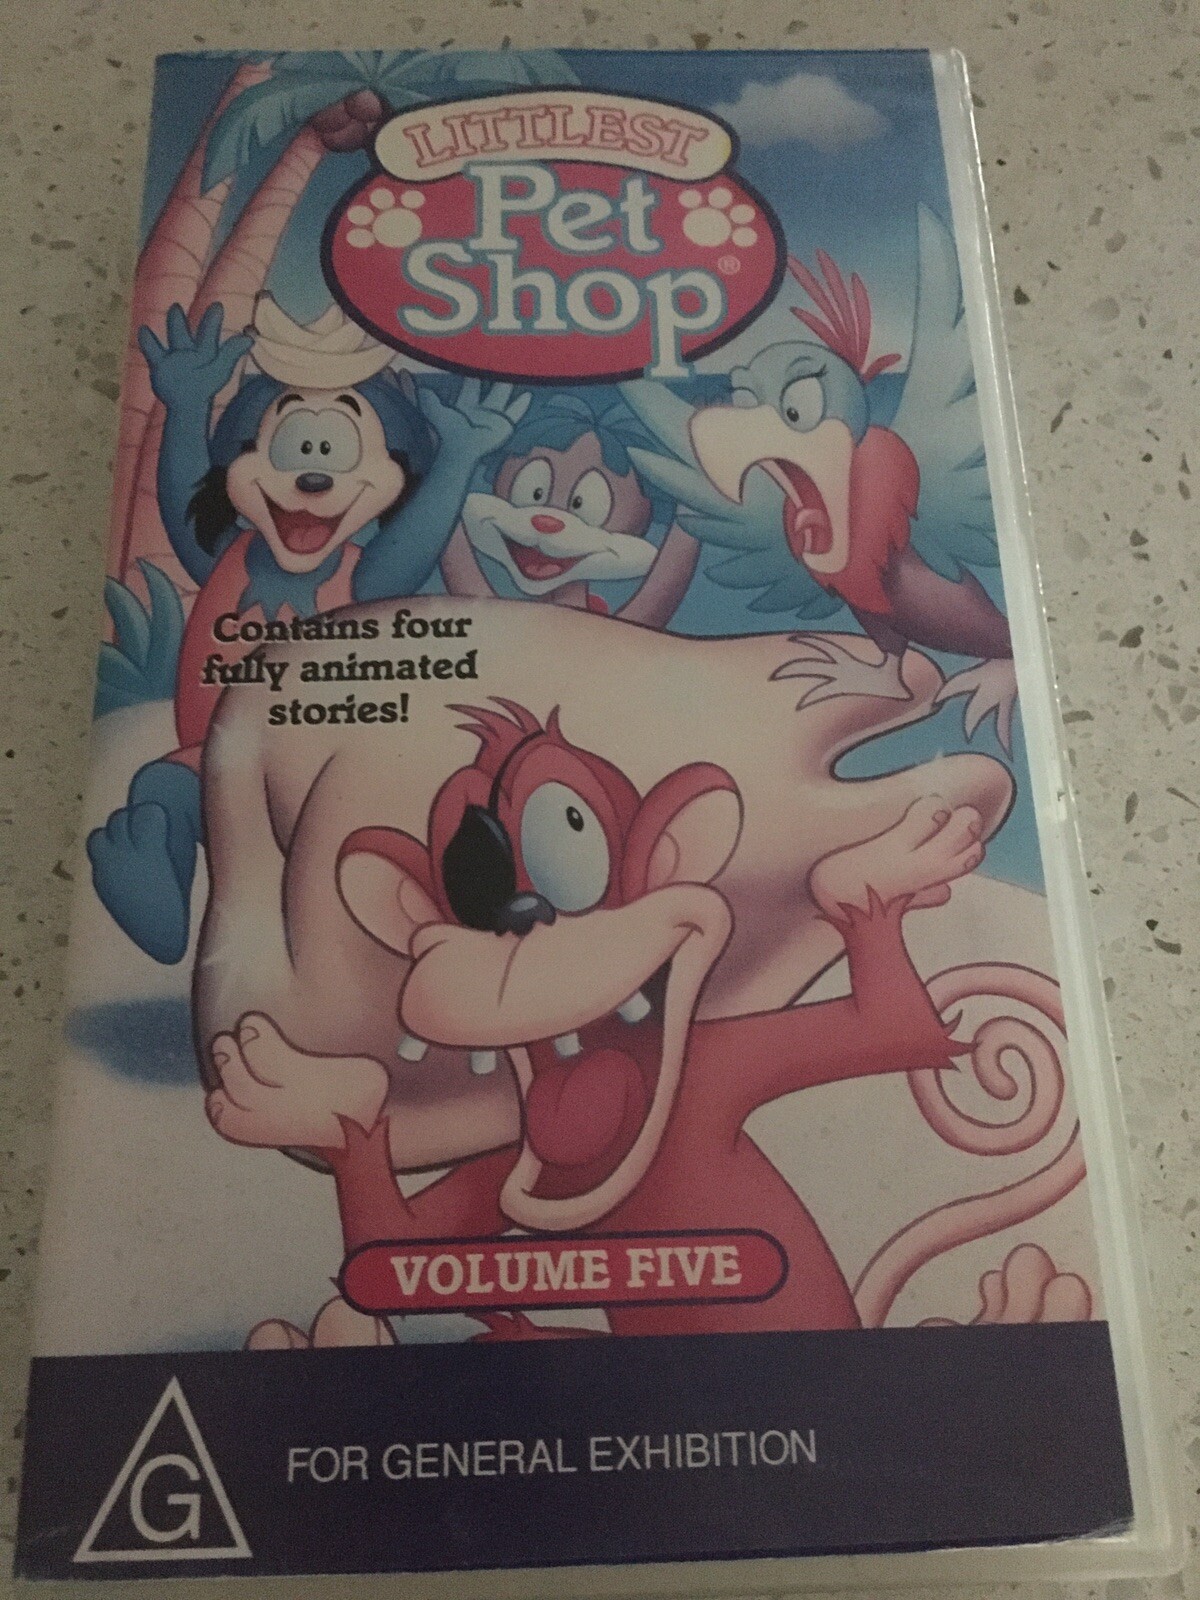 LITTLEST
Pet
Shop®
Contains four
fully animated
stories!
VOLUME FIVE
G
FOR GENERAL EXHIBITION